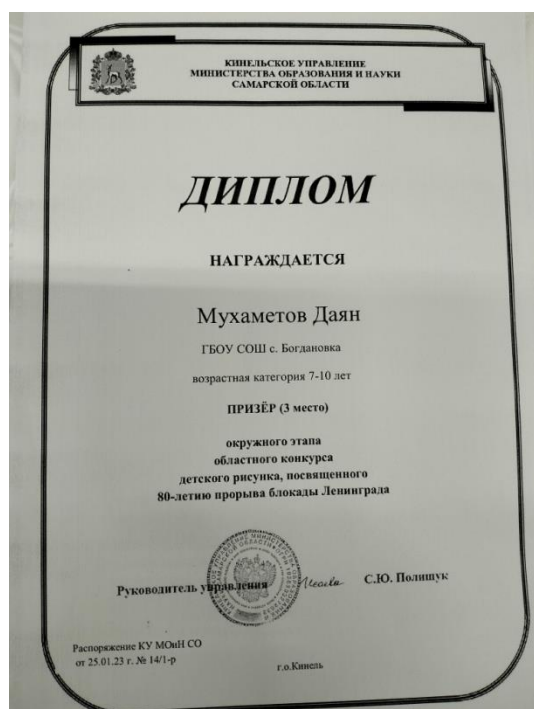 КИНЕЛЬСКОЕ УПРАВЛЕНИЕ
МИНИСТЕРСТВА ОБРАЗОВАНИЯ И НАУКИ
САМАРСКОЙ ОБЛАСТИ
ДИПЛОМ
НАГРАЖДАЕТСЯ
Мухаметов Даян
ГБОУ СОШ с. Богдановка
возрастная категория 7-10 лет
ПРИЗЁР (3 место)
окружного этапа
областного конкурса
детского рисунка, посвященного
80-летию прорыва блокады Ленинграда
Руководитель управления С.Ю. Полищук
Распоряжение КУ МОиН СО
от 25.01.23 г. № 14/1-р
г.о.Кинель